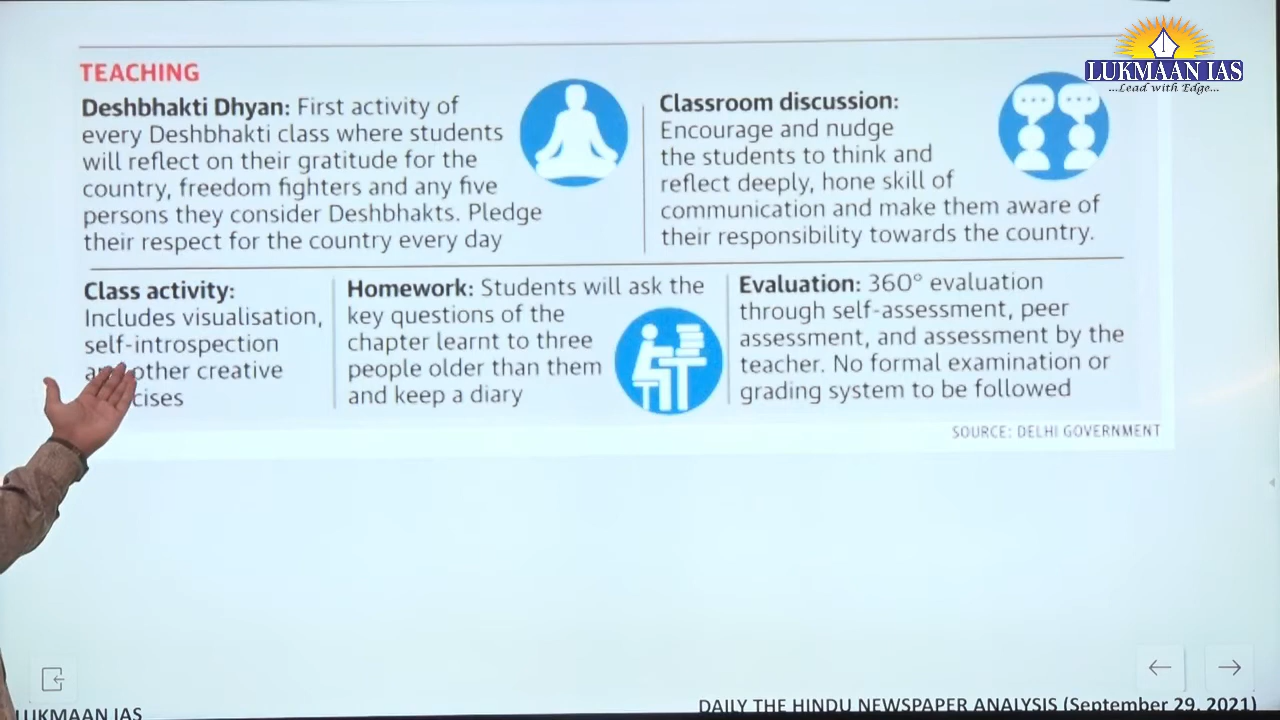 LUKMAAN IAS
...Lead with Edge...
TEACHING
Deshbhakti Dhyan: First activity of
every Deshbhakti class where students
will reflect on their gratitude for the
country, freedom fighters and any five
persons they consider Deshbhakts. Pledge
their respect for the country every day
Classroom discussion:
Encourage and nudge
the students to think and
reflect deeply, hone skill of
communication and make them aware of
their responsibility towards the country.
Class activity:
Includes visualisation,
self-introspection
other creative
Homework: Students will ask the
key questions of the
chapter learnt to three
people older than them
and keep a diary
Evaluation: 360° evaluation
through self-assessment, peer
assessment, and assessment by the
teacher. No formal examination or
grading system to be followed
SOURCE: DELHI GOVERNMENT
LUKMAAN IAS
DAILY THE HINDU NEWSPAPER ANALYSIS (September 29, 2021)